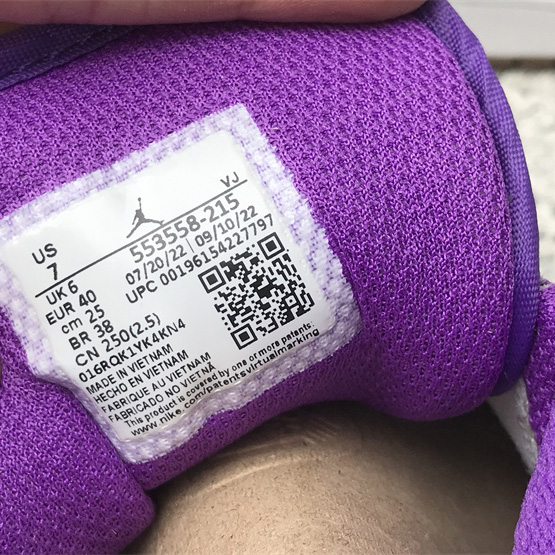 VJ
US
7
553558-215
07/20/22 | 09/10/22
UPC 00196154227797
UK 6
EUR 40
cm 25
BR 38
CN 250(2.5)
016ROK1YK4KN4
MADE IN VIETNAM
HECHO EN VIETNAM
FABRIQUE AU VIETNAM
FABRICADO NO VIETNÃ
This product is covered by one or more patents:
www.nike.com/patentsvirtualmarking